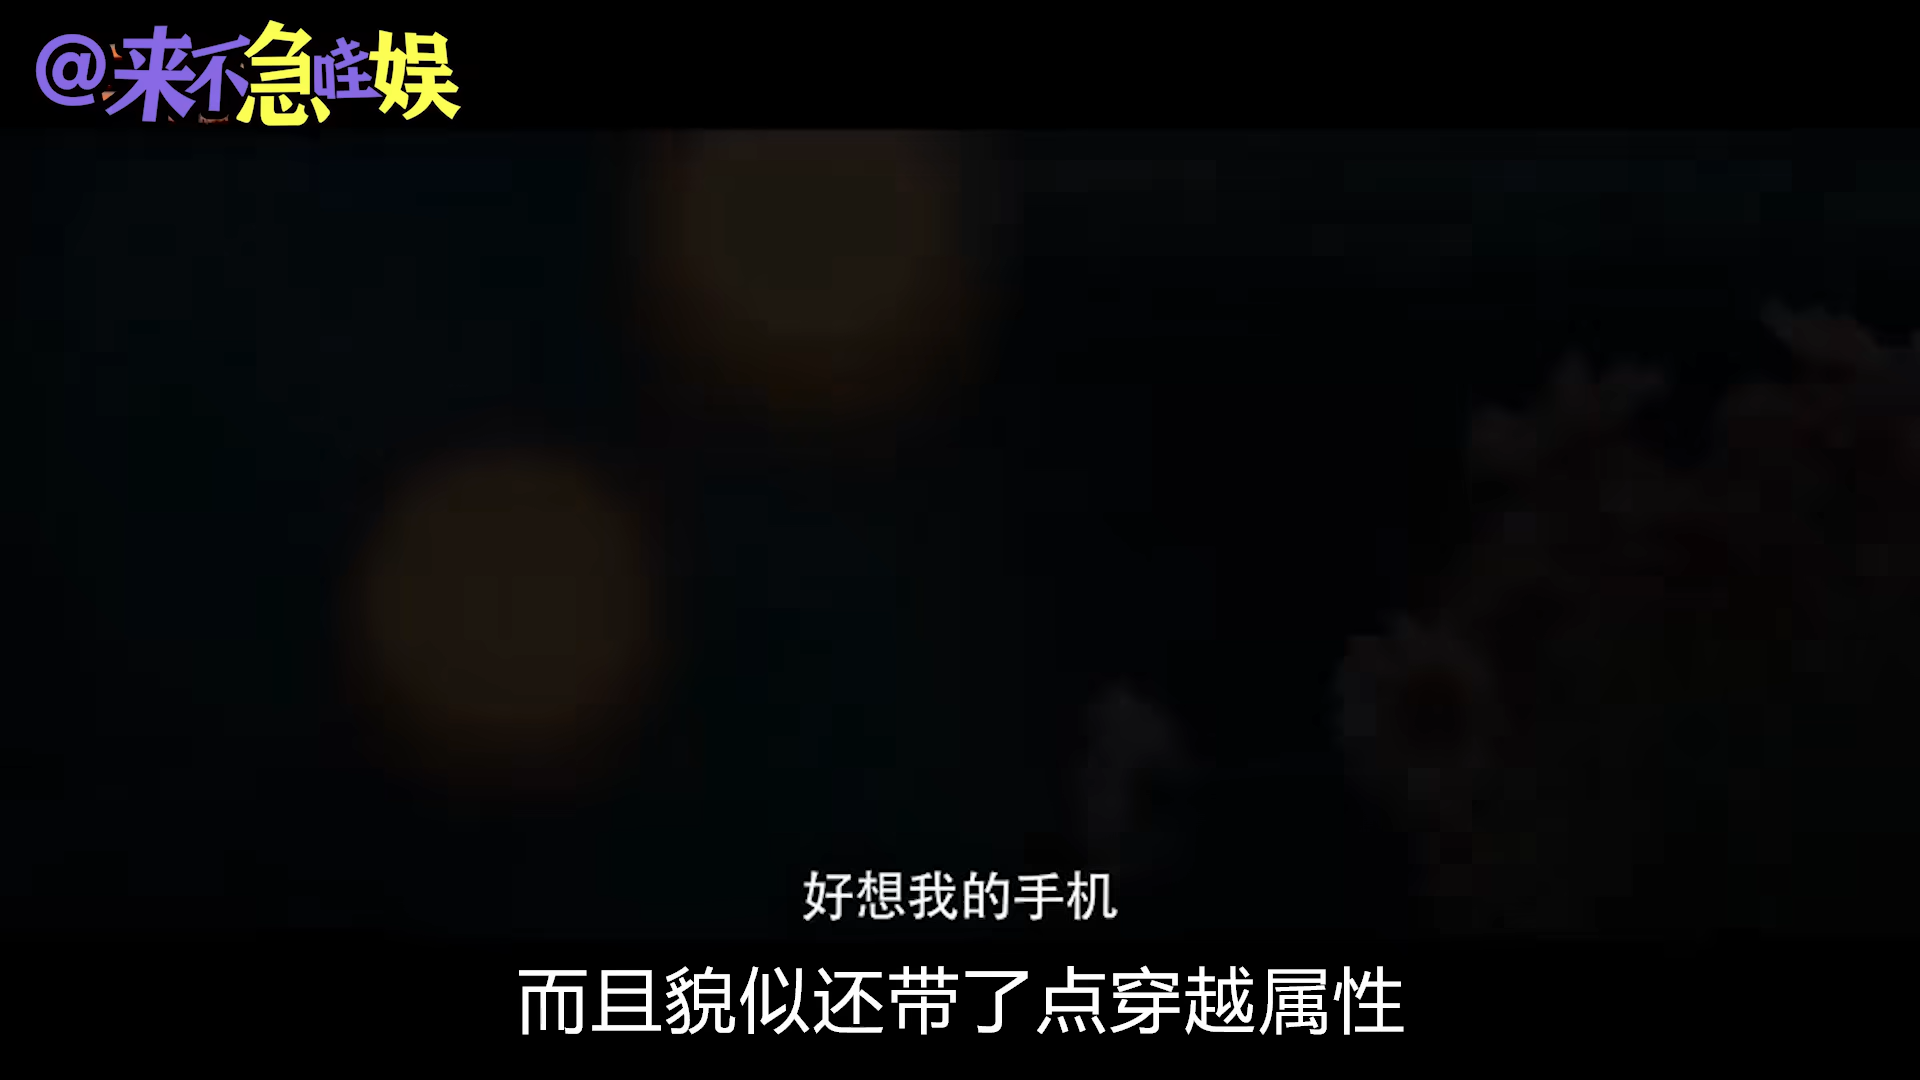 @来不急哇娱
好想我的手机
而且貌似还带了点穿越属性